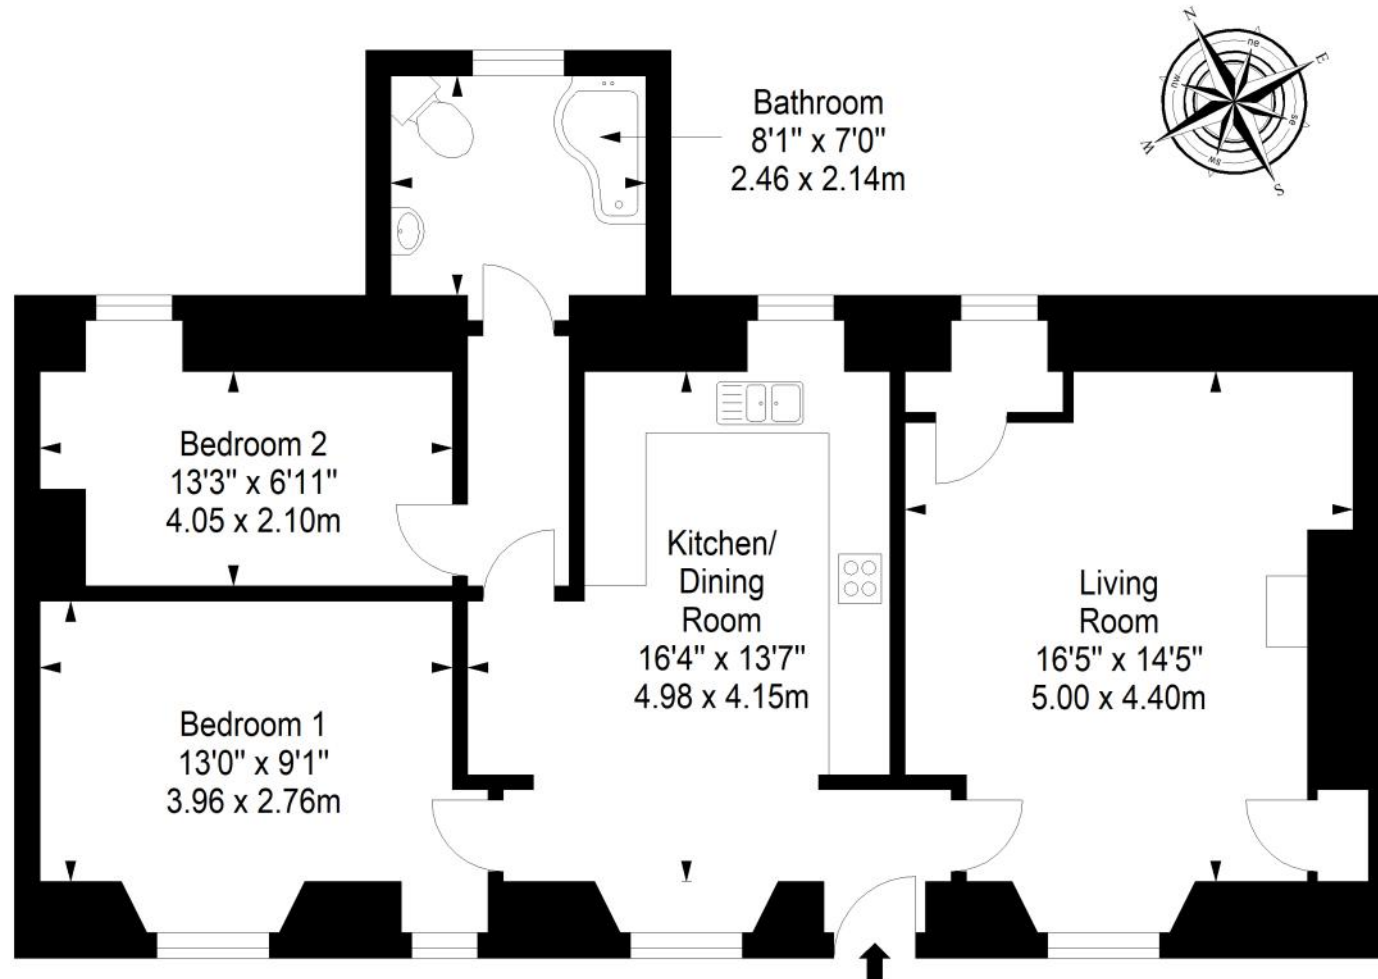 N
ne
E
nw
se
W
sw
S
Bathroom
8'1" x 7'0"
2.46 x 2.14m
Bedroom 2
13'3" x 6'11"
4.05 x 2.10m
Kitchen/
Dining
Room
16'4" x 13'7"
4.98 x 4.15m
Living
Room
16'5" x 14'5"
5.00 x 4.40m
Bedroom 1
13'0" x 9'1"
3.96 x 2.76m